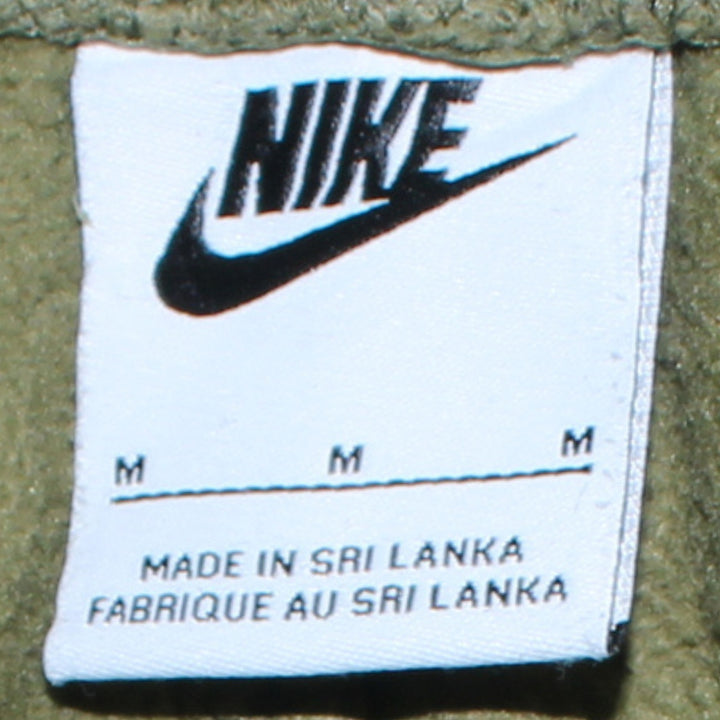 NIKE
M M M
MADE IN SRI LANKA
FABRIQUE AU SRI LANKA